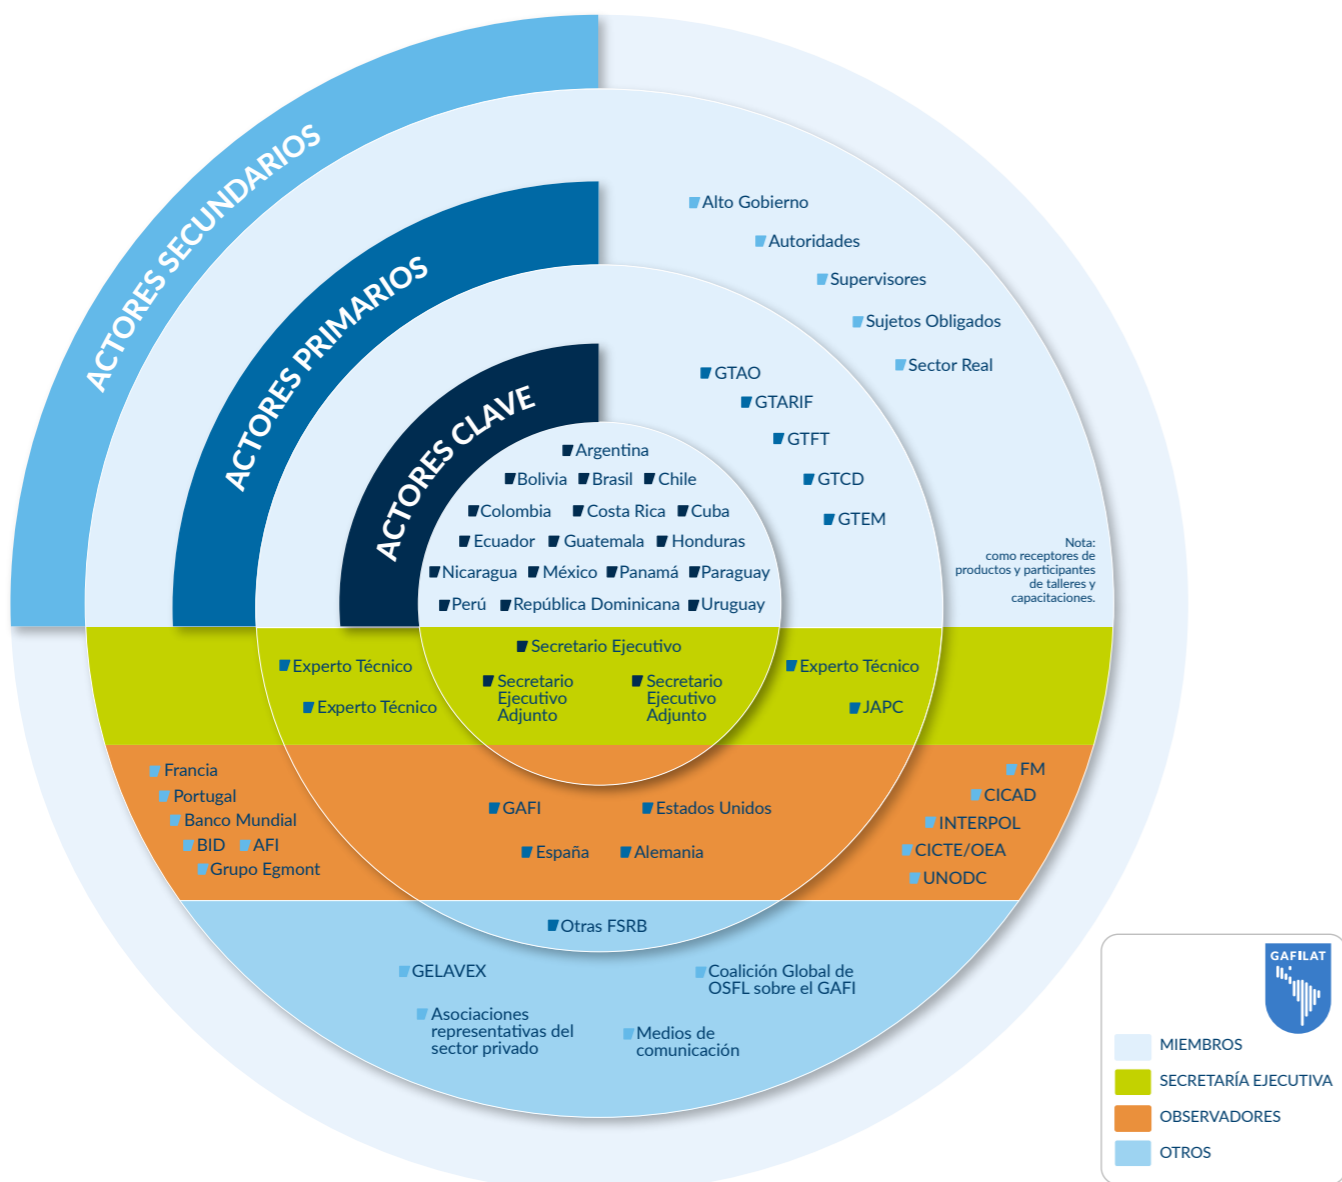 ACTORES SECUNDARIOS
ACTORES PRIMARIOS
ACTORES CLAVE
Alto Gobierno
Autoridades
Supervisores
Sujetos Obligados
Sector Real
GTAO
GTARIF
GTFT
GTCD
GTEM
Argentina
Bolivia Brasil Chile
Colombia Costa Rica Cuba
Ecuador Guatemala Honduras
Nicaragua México Panamá Paraguay
Perú República Dominicana Uruguay
Nota:
como receptores de
productos y participantes
de talleres y
capacitaciones.
Experto Técnico
Experto Técnico
Secretario Ejecutivo
Secretario
Ejecutivo
Adjunto
Secretario
Ejecutivo
Adjunto
Experto Técnico
JAPC
Francia
Portugal
Banco Mundial
BID AFI
Grupo Egmont
GAFI Estados Unidos
España Alemania
FM
CICAD
INTERPOL
CICTE/OEA
UNODC
Otras FSRB
GELAVEX
Asociaciones
representativas del
sector privado
Coalición Global de
OSFL sobre el GAFI
Medios de
comunicación
GAFILAT
MIEMBROS
SECRETARÍA EJECUTIVA
OBSERVADORES
OTROS